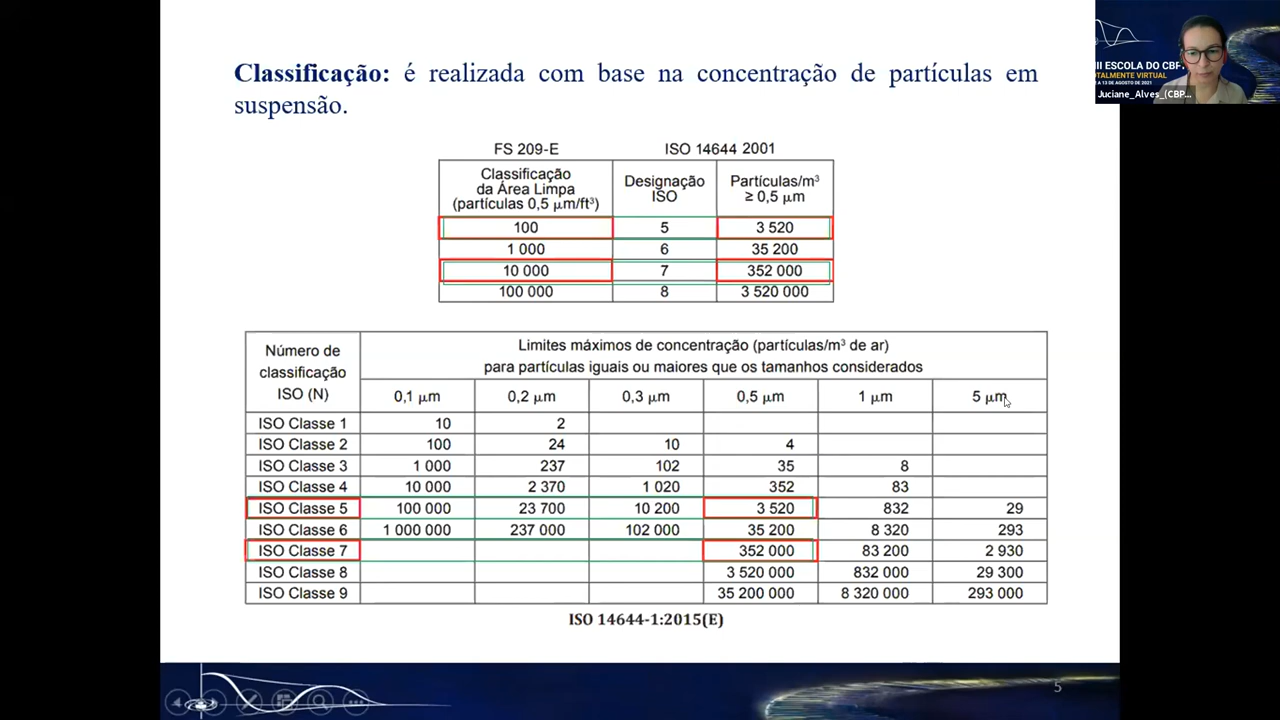 Classificação: é realizada com base na concentração de partículas em
suspensão.
FS 209-E ISO 14644 2001
Classificação
da Área Limpa
(partículas 0,5 µm/ft³)
Designação
ISO
Partículas/m³
≥ 0,5 µm
100 5 3 520
1 000 6 35 200
10 000 7 352 000
100 000 8 3 520 000
Número de
classificação
ISO (N)
Limites máximos de concentração (partículas/m³ de ar)
para partículas iguais ou maiores que os tamanhos considerados
0,1 µm 0,2 µm 0,3 µm 0,5 µm 1 µm 5 µm
ISO Classe 1 10 2
ISO Classe 2 100 24 10 4
ISO Classe 3 1 000 237 102 35 8
ISO Classe 4 10 000 2 370 1 020 352 83
ISO Classe 5 100 000 23 700 10 200 3 520 832 29
ISO Classe 6 1 000 000 237 000 102 000 35 200 8 320 293
ISO Classe 7 352 000 83 200 2 930
ISO Classe 8 3 520 000 832 000 29 300
ISO Classe 9 35 200 000 8 320 000 293 000
ISO 14644-1:2015(E)
5
ESCOLA DO CBP
TOTALMENTE VIRTUAL
A 13 DE AGOSTO DE 2021
Juciane_Alves_(CBP...